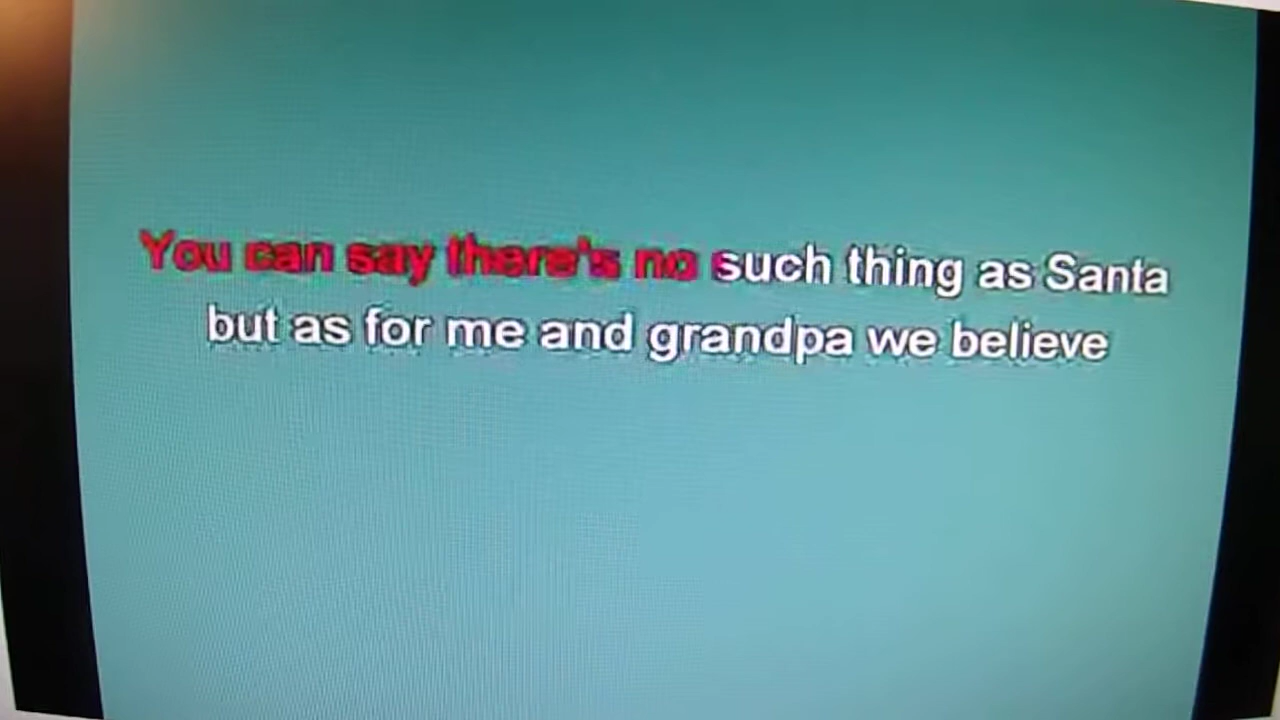 You can say there's no such thing as Santa
but as for me and grandpa we believe